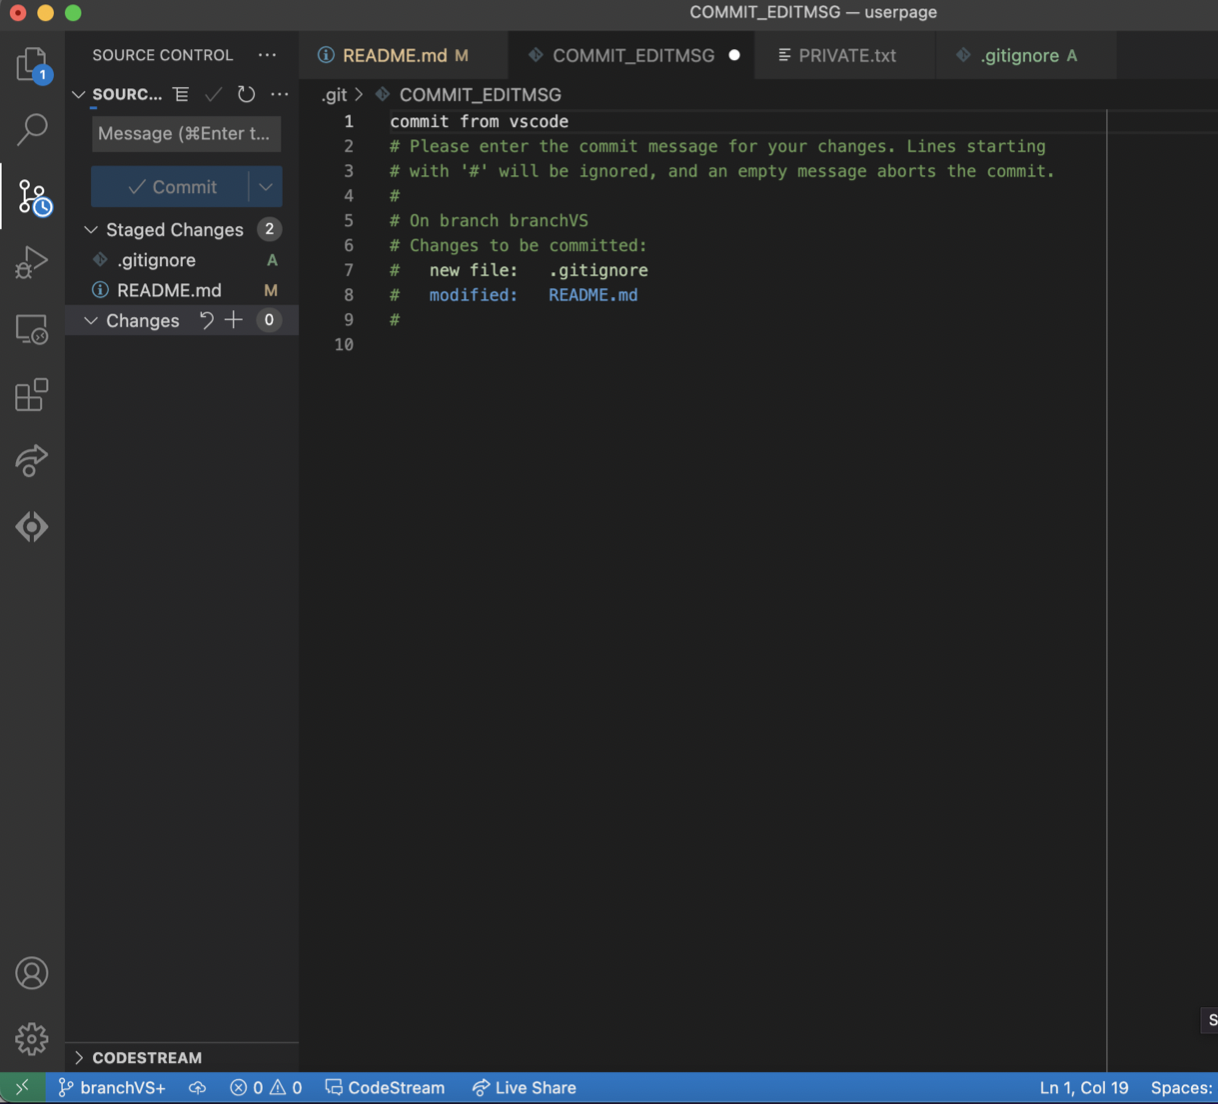 COMMIT_EDITMSG — userpage
SOURCE CONTROL
README.md M
COMMIT_EDITMSG
PRIVATE.txt
.gitignore A
1
SOURC...
.git > COMMIT_EDITMSG
Message (⌘Enter t...
Commit
Staged Changes 2
.gitignore A
README.md M
Changes 0
1 commit from vscode
2 # Please enter the commit message for your changes. Lines starting
3 # with '#' will be ignored, and an empty message aborts the commit.
4 #
5 # On branch branchVS
6 # Changes to be committed:
7 # new file: .gitignore
8 # modified: README.md
9 #
10
S
CODESTREAM
branchVS+ 0 0 CodeStream Live Share Ln 1, Col 19 Spaces: